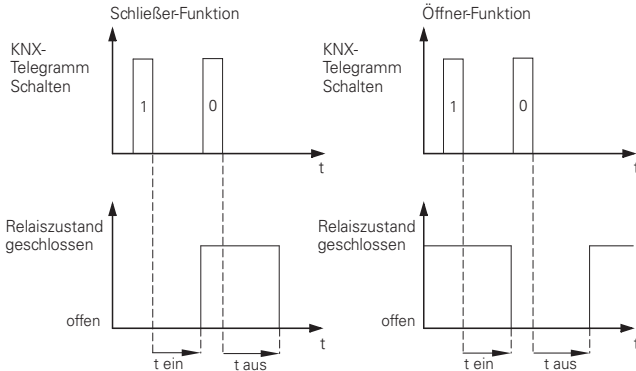 Schließer-Funktion
KNX-
Telegramm
Schalten
1
0
t
Relaiszustand
geschlossen
offen
t
t ein
t aus
Öffner-Funktion
KNX-
Telegramm
Schalten
1
0
t
Relaiszustand
geschlossen
offen
t
t ein
t aus